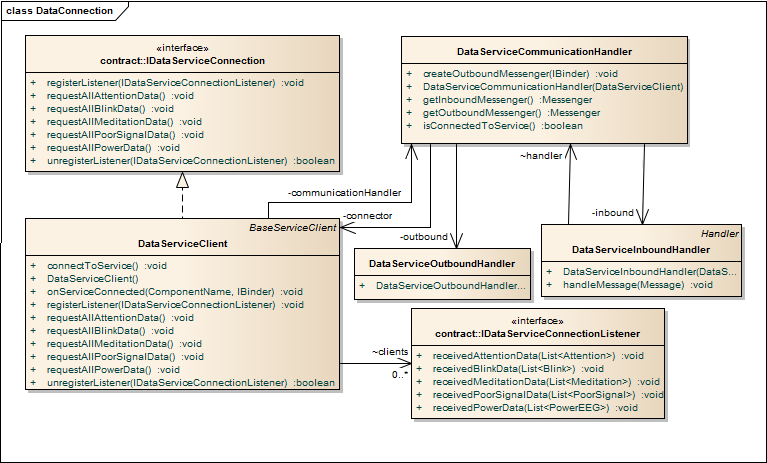 class DataConnection
«interface»
contract::IDataServiceConnection
+ registerListener(IDataServiceConnectionListener) :void
+ requestAllAttentionData() :void
+ requestAllBlinkData() :void
+ requestAllMeditationData() :void
+ requestAllPoorSignalData() :void
+ requestAllPowerData() :void
+ unregisterListener(IDataServiceConnectionListener) :boolean
DataServiceCommunicationHandler
+ createOutboundMessenger(IBinder) :void
+ DataServiceCommunicationHandler(DataServiceClient)
+ getInboundMessenger() :Messenger
+ getOutboundMessenger() :Messenger
+ isConnectedToService() :boolean
~handler
-communicationHandler
-connector
-inbound
-outbound
BaseServiceClient
DataServiceClient
+ connectToService() :void
+ DataServiceClient()
+ onServiceConnected(ComponentName, IBinder) :void
+ registerListener(IDataServiceConnectionListener) :void
+ requestAllAttentionData() :void
+ requestAllBlinkData() :void
+ requestAllMeditationData() :void
+ requestAllPoorSignalData() :void
+ requestAllPowerData() :void
+ unregisterListener(IDataServiceConnectionListener) :boolean
DataServiceOutboundHandler
+ DataServiceOutboundHandler...
Handler
DataServiceInboundHandler
+ DataServiceInboundHandler(DataS...
+ handleMessage(Message) :void
~clients
0..*
«interface»
contract::IDataServiceConnectionListener
+ receivedAttentionData(List<Attention>) :void
+ receivedBlinkData(List<Blink>) :void
+ receivedMeditationData(List<Meditation>) :void
+ receivedPoorSignalData(List<PoorSignal>) :void
+ receivedPowerData(List<PowerEEG>) :void